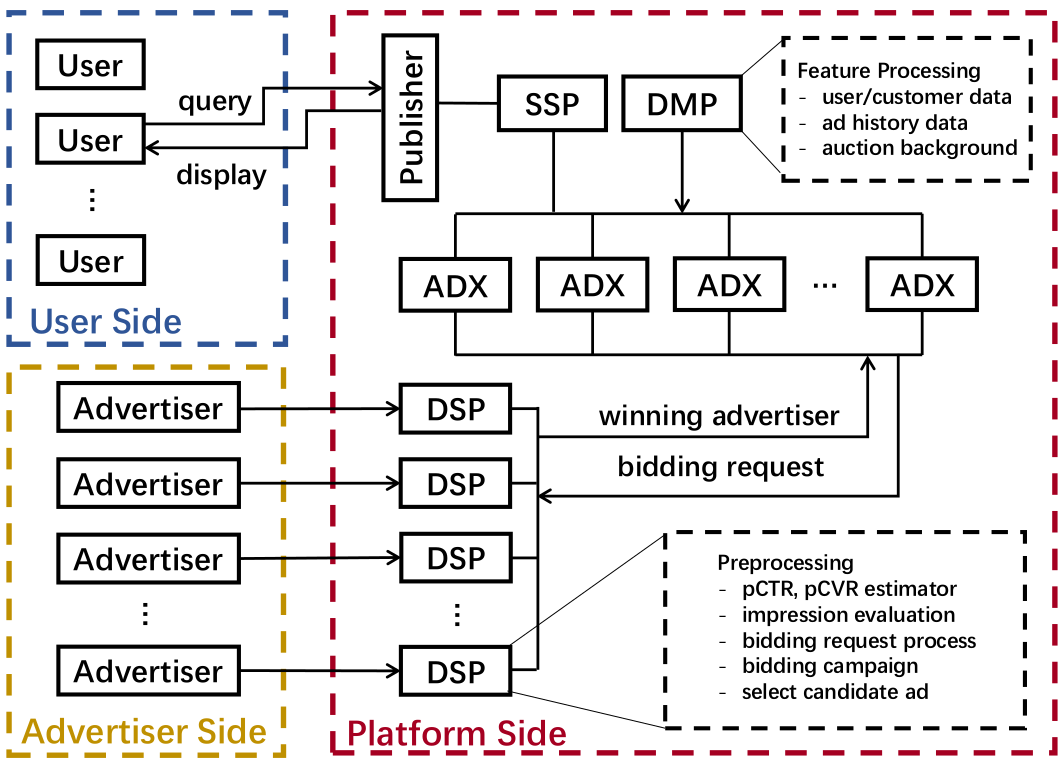 User
User
⋮
User
User Side
query
display
Publisher
SSP
DMP
Feature Processing
- user/customer data
- ad history data
- auction background
ADX
ADX
ADX
...
ADX
Advertiser
Advertiser
Advertiser
⋮
Advertiser
Advertiser Side
DSP
DSP
DSP
⋮
DSP
winning advertiser
bidding request
Preprocessing
- pCTR, pCVR estimator
- impression evaluation
- bidding request process
- bidding campaign
- select candidate ad
Platform Side